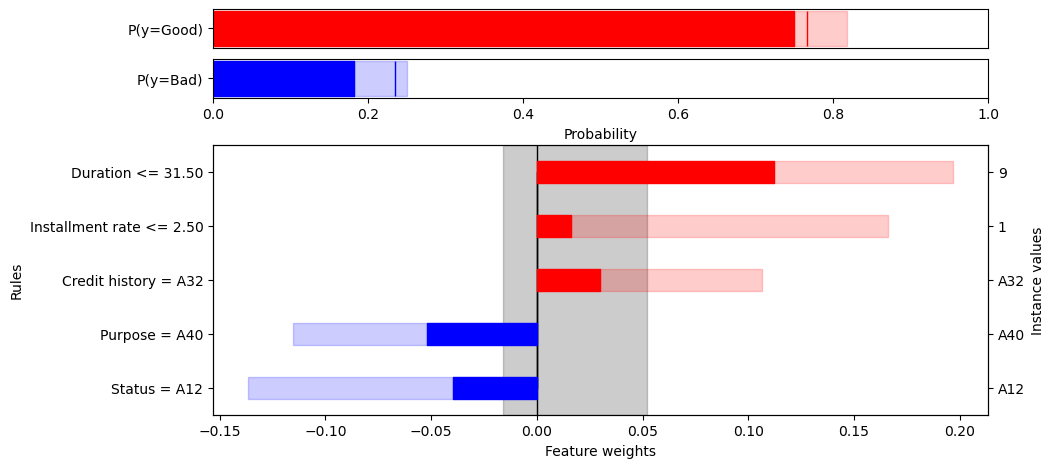 P(y=Good)
P(y=Bad)
0.0 0.2 0.4 0.6 0.8 1.0
Probability
Duration <= 31.50 9
Installment rate <= 2.50 1
Credit history = A32 A32
Purpose = A40 A40
Status = A12 A12
Rules
Instance values
−0.15 −0.10 −0.05 0.00 0.05 0.10 0.15 0.20
Feature weights